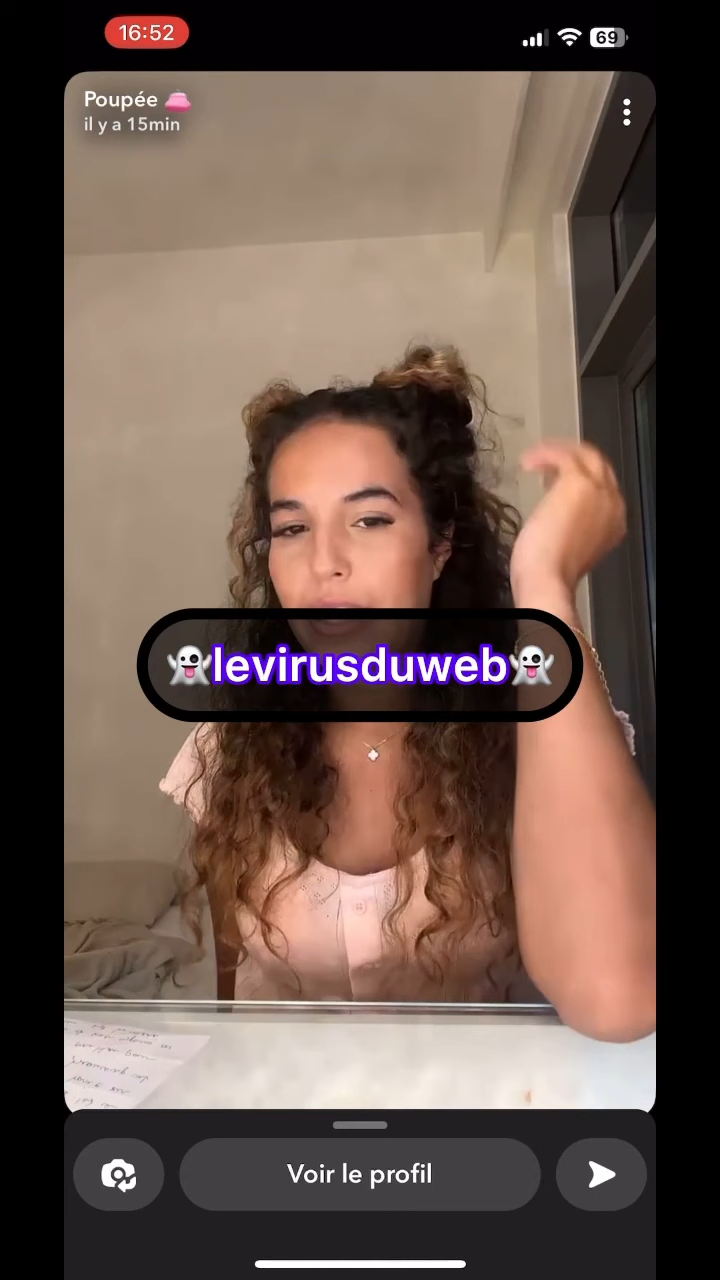 16:52
69
Poupée 👛
il y a 15min
👻levirusduweb👻
Voir le profil